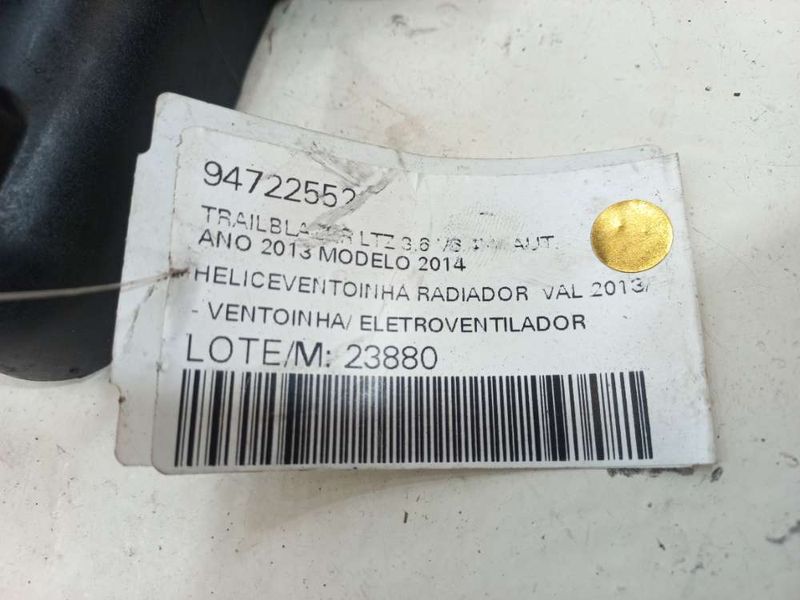 94722552
TRAILBLAZER LTZ 3.6 V6 AUT.
ANO 2013 MODELO 2014
HELICEVENTOINHA RADIADOR VAL 2013/
- VENTOINHA/ ELETROVENTILADOR
LOTE/M: 23880